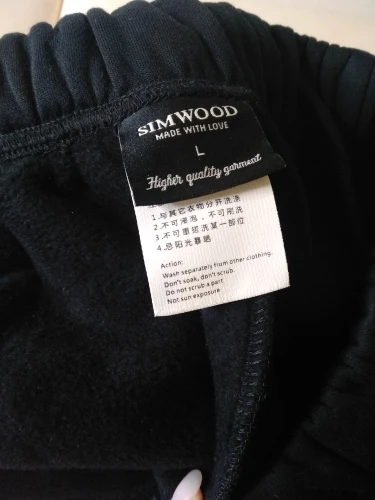 SIMWOOD
MADE WITH LOVE
L
Higher quality garment
1.与其它衣物分开洗涤
2.不可浸泡,不可刷洗
3.不可重搓洗某一部位
4.忌阳光暴晒
Action:
Wash separately from other clothing.
Don't soak, don't scrub.
Do not scrub a part
Not sun exposure